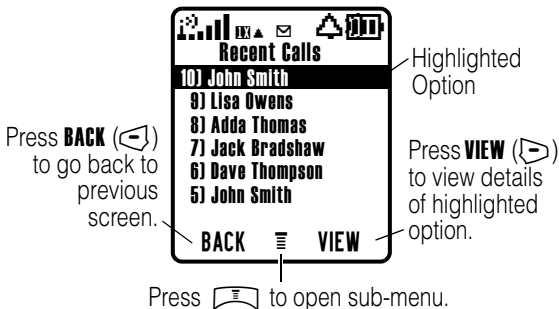 1X
Recent Calls
10) John Smith
9) Lisa Owens
8) Adda Thomas
7) Jack Bradshaw
6) Dave Thompson
5) John Smith
BACK VIEW
Highlighted
Option
Press BACK ( )
to go back to
previous
screen.
Press VIEW ( )
to view details
of highlighted
option.
Press to open sub-menu.